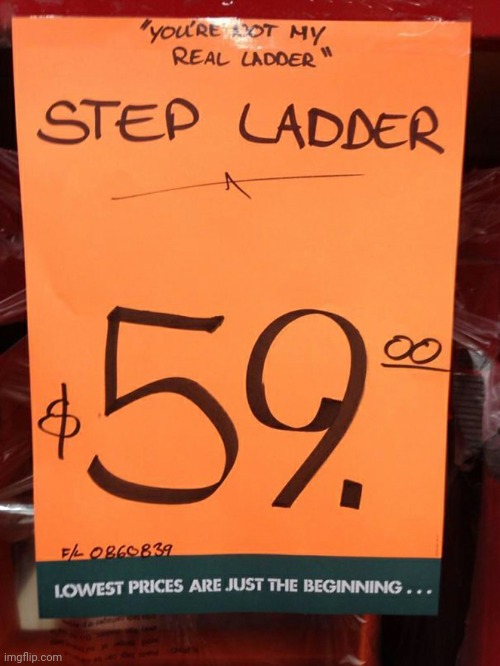 "YOU'RE NOT MY
REAL LADDER"
STEP LADDER
$59.00
F/L 0860839
LOWEST PRICES ARE JUST THE BEGINNING...
imgflip.com